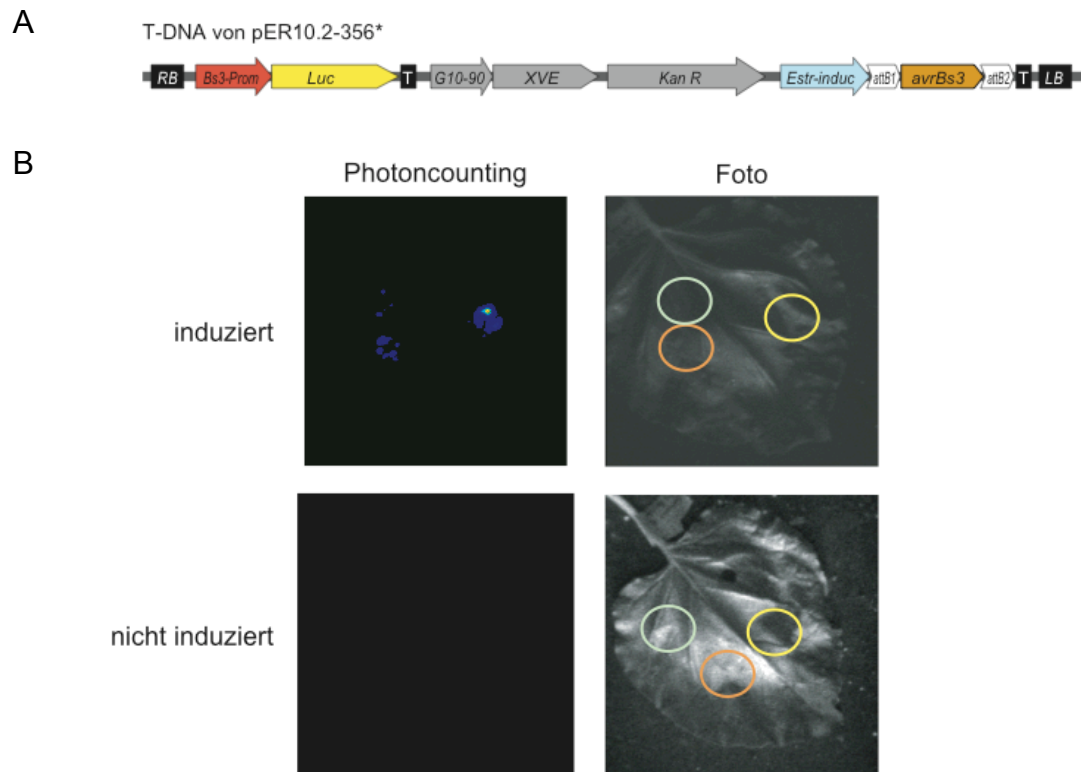 A
T-DNA von pER10.2-356*
RB Bs3-Prom Luc T G10-90 XVE Kan R Estr-induc attB1 avrBs3 attB2 T LB
B
Photoncounting Foto
induziert
nicht induziert